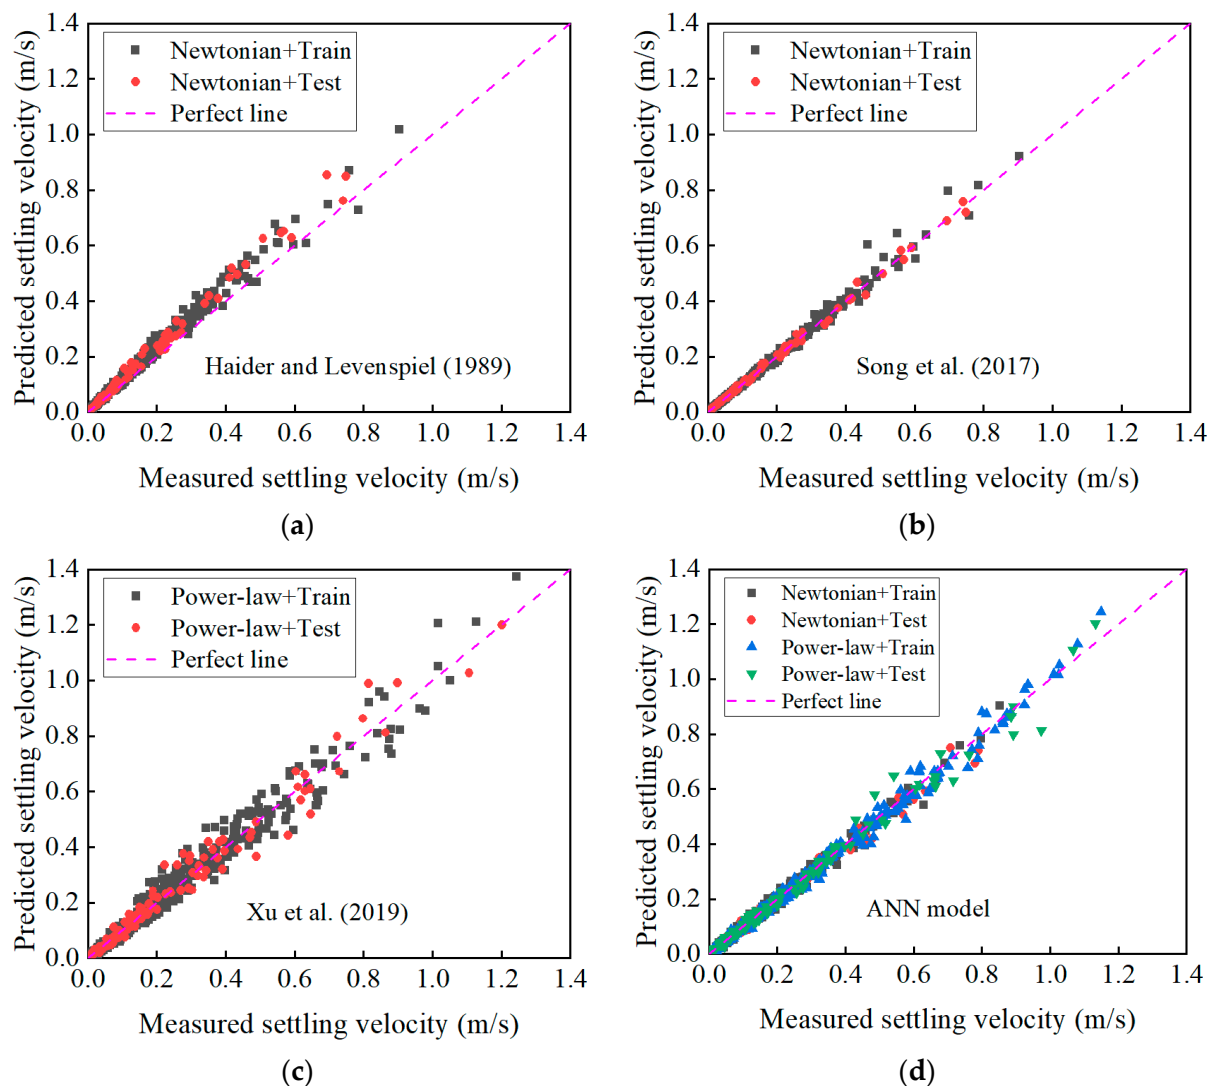 Predicted settling velocity (m/s)
1.4
1.2
1.0
0.8
0.6
0.4
0.2
0.0
Newtonian+Train
Newtonian+Test
Perfect line
Haider and Levenspiel (1989)
0.0 0.2 0.4 0.6 0.8 1.0 1.2 1.4
Measured settling velocity (m/s)
(a)
Predicted settling velocity (m/s)
1.4
1.2
1.0
0.8
0.6
0.4
0.2
0.0
Newtonian+Train
Newtonian+Test
Perfect line
Song et al. (2017)
0.0 0.2 0.4 0.6 0.8 1.0 1.2 1.4
Measured settling velocity (m/s)
(b)
Predicted settling velocity (m/s)
1.4
1.2
1.0
0.8
0.6
0.4
0.2
0.0
Power-law+Train
Power-law+Test
Perfect line
Xu et al. (2019)
0.0 0.2 0.4 0.6 0.8 1.0 1.2 1.4
Measured settling velocity (m/s)
(c)
Predicted settling velocity (m/s)
1.4
1.2
1.0
0.8
0.6
0.4
0.2
0.0
Newtonian+Train
Newtonian+Test
Power-law+Train
Power-law+Test
Perfect line
ANN model
0.0 0.2 0.4 0.6 0.8 1.0 1.2 1.4
Measured settling velocity (m/s)
(d)